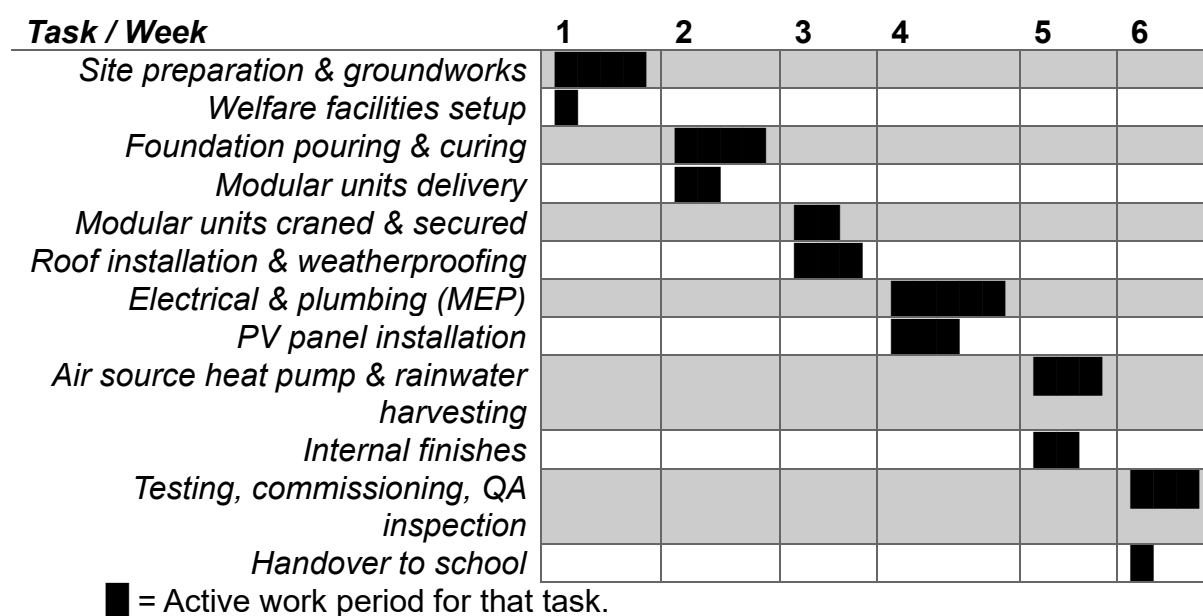 Task / Week 1 2 3 4 5 6
Site preparation & groundworks
Welfare facilities setup
Foundation pouring & curing
Modular units delivery
Modular units craned & secured
Roof installation & weatherproofing
Electrical & plumbing (MEP)
PV panel installation
Air source heat pump & rainwater
harvesting
Internal finishes
Testing, commissioning, QA
inspection
Handover to school
█ = Active work period for that task.